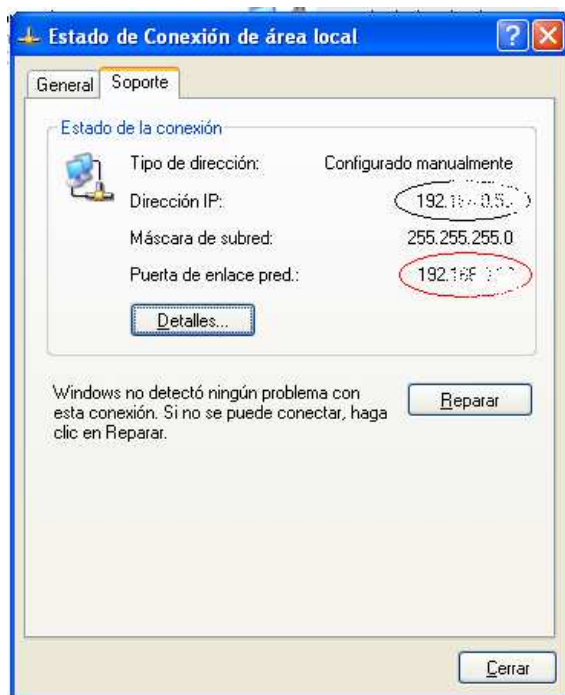 Estado de Conexión de área local
General Soporte
Estado de la conexión
Tipo de dirección: Configurado manualmente
Dirección IP:
Máscara de subred: 255.255.255.0
Puerta de enlace pred.:
Detalles...
Windows no detectó ningún problema con
esta conexión. Si no se puede conectar, haga
clic en Reparar.
Reparar
Cerrar